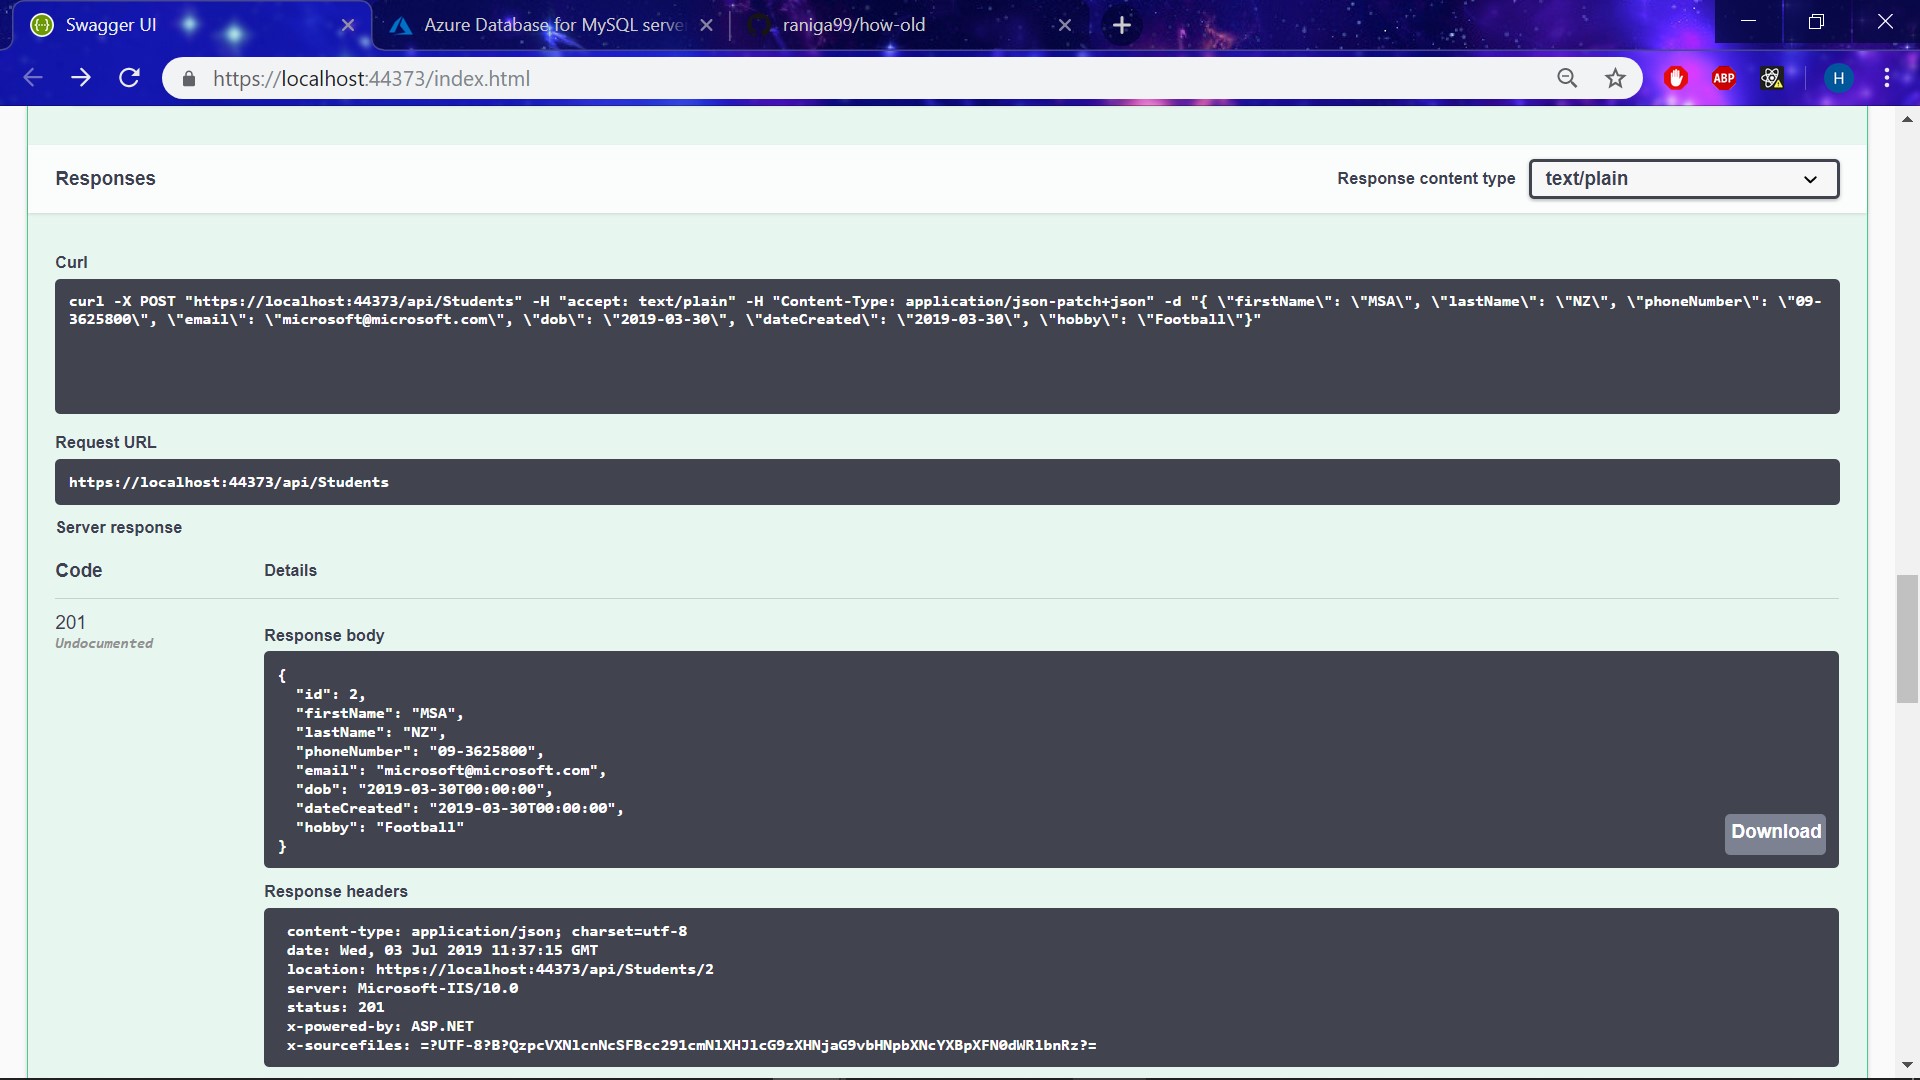 Swagger UI
Azure Database for MySQL serve
raniga99/how-old
https://localhost:44373/index.html
ABP
H
Responses
Response content type
text/plain
Curl
curl -X POST "https://localhost:44373/api/Students" -H "accept: text/plain" -H "Content-Type: application/json-patch+json" -d "{ \"firstName\": \"MSA\", \"lastName\": \"NZ\", \"phoneNumber\": \"09-
3625800\", \"email\": \"microsoft@microsoft.com\", \"dob\": \"2019-03-30\", \"dateCreated\": \"2019-03-30\", \"hobby\": \"Football\"}"
Request URL
https://localhost:44373/api/Students
Server response
Code
Details
201
Undocumented
Response body
{
"id": 2,
"firstName": "MSA",
"lastName": "NZ",
"phoneNumber": "09-3625800",
"email": "microsoft@microsoft.com",
"dob": "2019-03-30T00:00:00",
"dateCreated": "2019-03-30T00:00:00",
"hobby": "Football"
}
Download
Response headers
content-type: application/json; charset=utf-8
date: Wed, 03 Jul 2019 11:37:15 GMT
location: https://localhost:44373/api/Students/2
server: Microsoft-IIS/10.0
status: 201
x-powered-by: ASP.NET
x-sourcefiles: =?UTF-8?B?QzpcVXNlcnNcSFBcc291cmNlXHJlcG9zXHNjaG9vbHNpbXNcYXBpXFN0dWRlbnRz?=